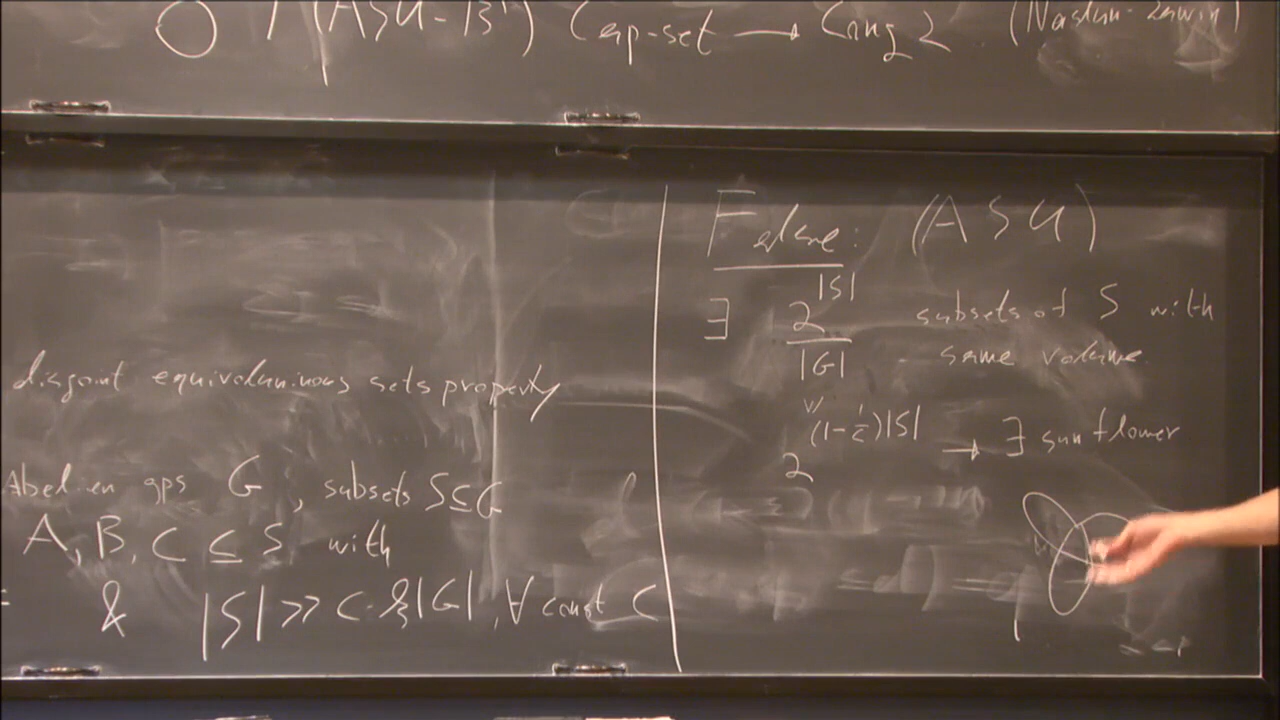 (ASU-B') Cap-set → Conj 2 (Naslund-Sawin)
disjoint equivoluminous sets property
Abelian gps G, subsets S⊆G
A, B, C ⊆ S with
& |S| >> C·lg|G|, ∀ const C
(ASU)
∃ 2^|S| / |G| subsets of S with
same volume.
2^(1-1/c)|S| → ∃ sunflower